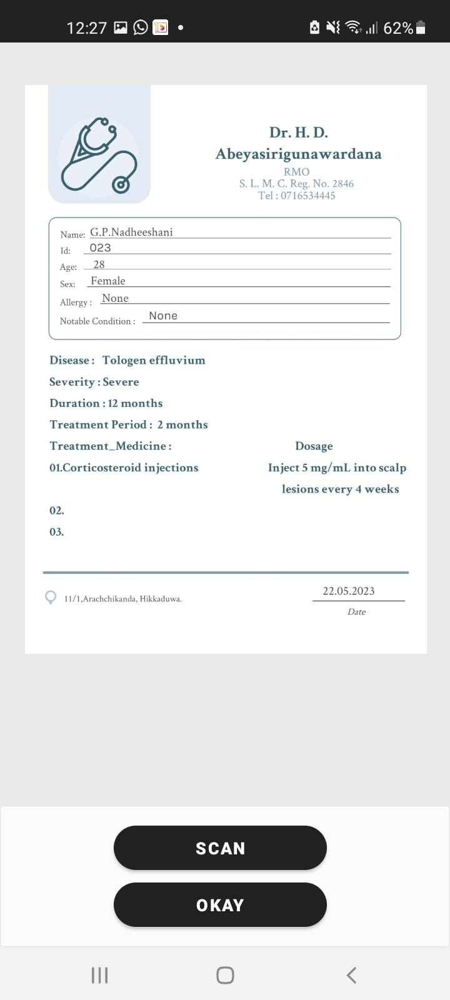 12:27
62%
Dr. H. D.
Abeyasirigunawardana
RMO
S. L. M. C. Reg. No. 2846
Tel : 0716534445
Name: G.P.Nadheeshani
Id: 023
Age: 28
Sex: Female
Allergy : None
Notable Condition : None
Disease : Tologen effluvium
Severity : Severe
Duration : 12 months
Treatment Period : 2 months
Treatment_Medicine : Dosage
01.Corticosteroid injections Inject 5 mg/mL into scalp
lesions every 4 weeks
02.
03.
11/1,Arachchikanda, Hikkaduwa.
22.05.2023
Date
SCAN
OKAY